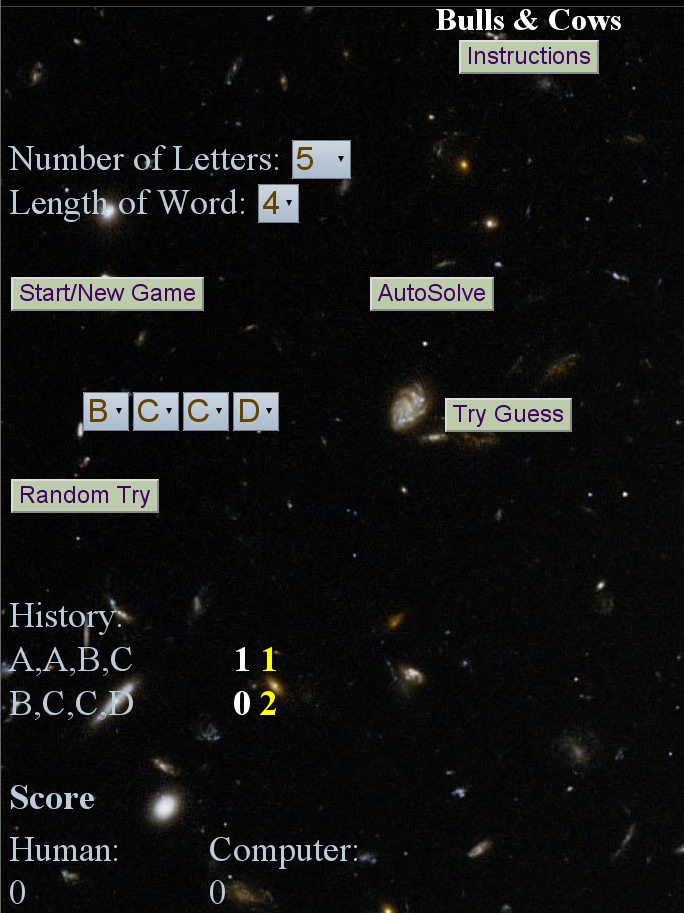 Bulls & Cows
Instructions
Number of Letters: 5
Length of Word: 4
Start/New Game AutoSolve
B C C D Try Guess
Random Try
History:
A,A,B,C 1 1
B,C,C,D 0 2
Score
Human: Computer:
0 0